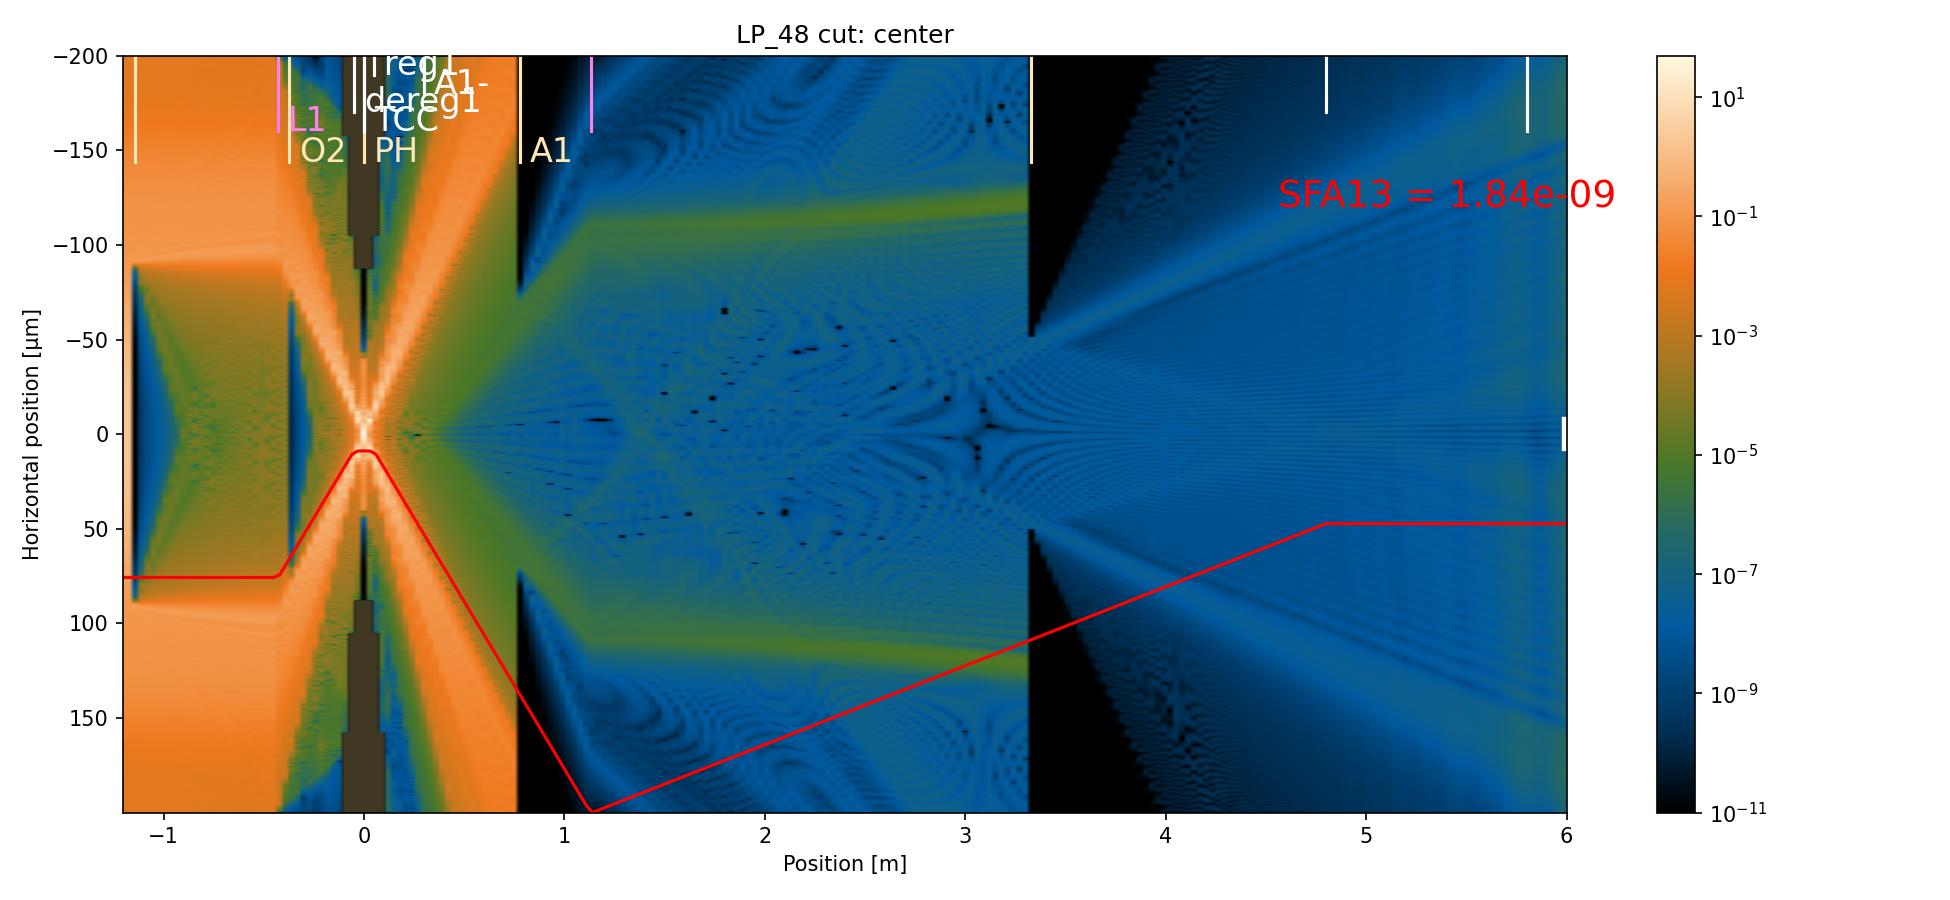 LP_48 cut: center
−200
−150
−100
−50
0
50
100
150
Horizontal position [µm]
reg1
A1-
dereg1
L1
TCC
O2
PH
A1
SFA13 = 1.84e-09
−1
0
1
2
3
4
5
6
Position [m]
10¹
10⁻¹
10⁻³
10⁻⁵
10⁻⁷
10⁻⁹
10⁻¹¹